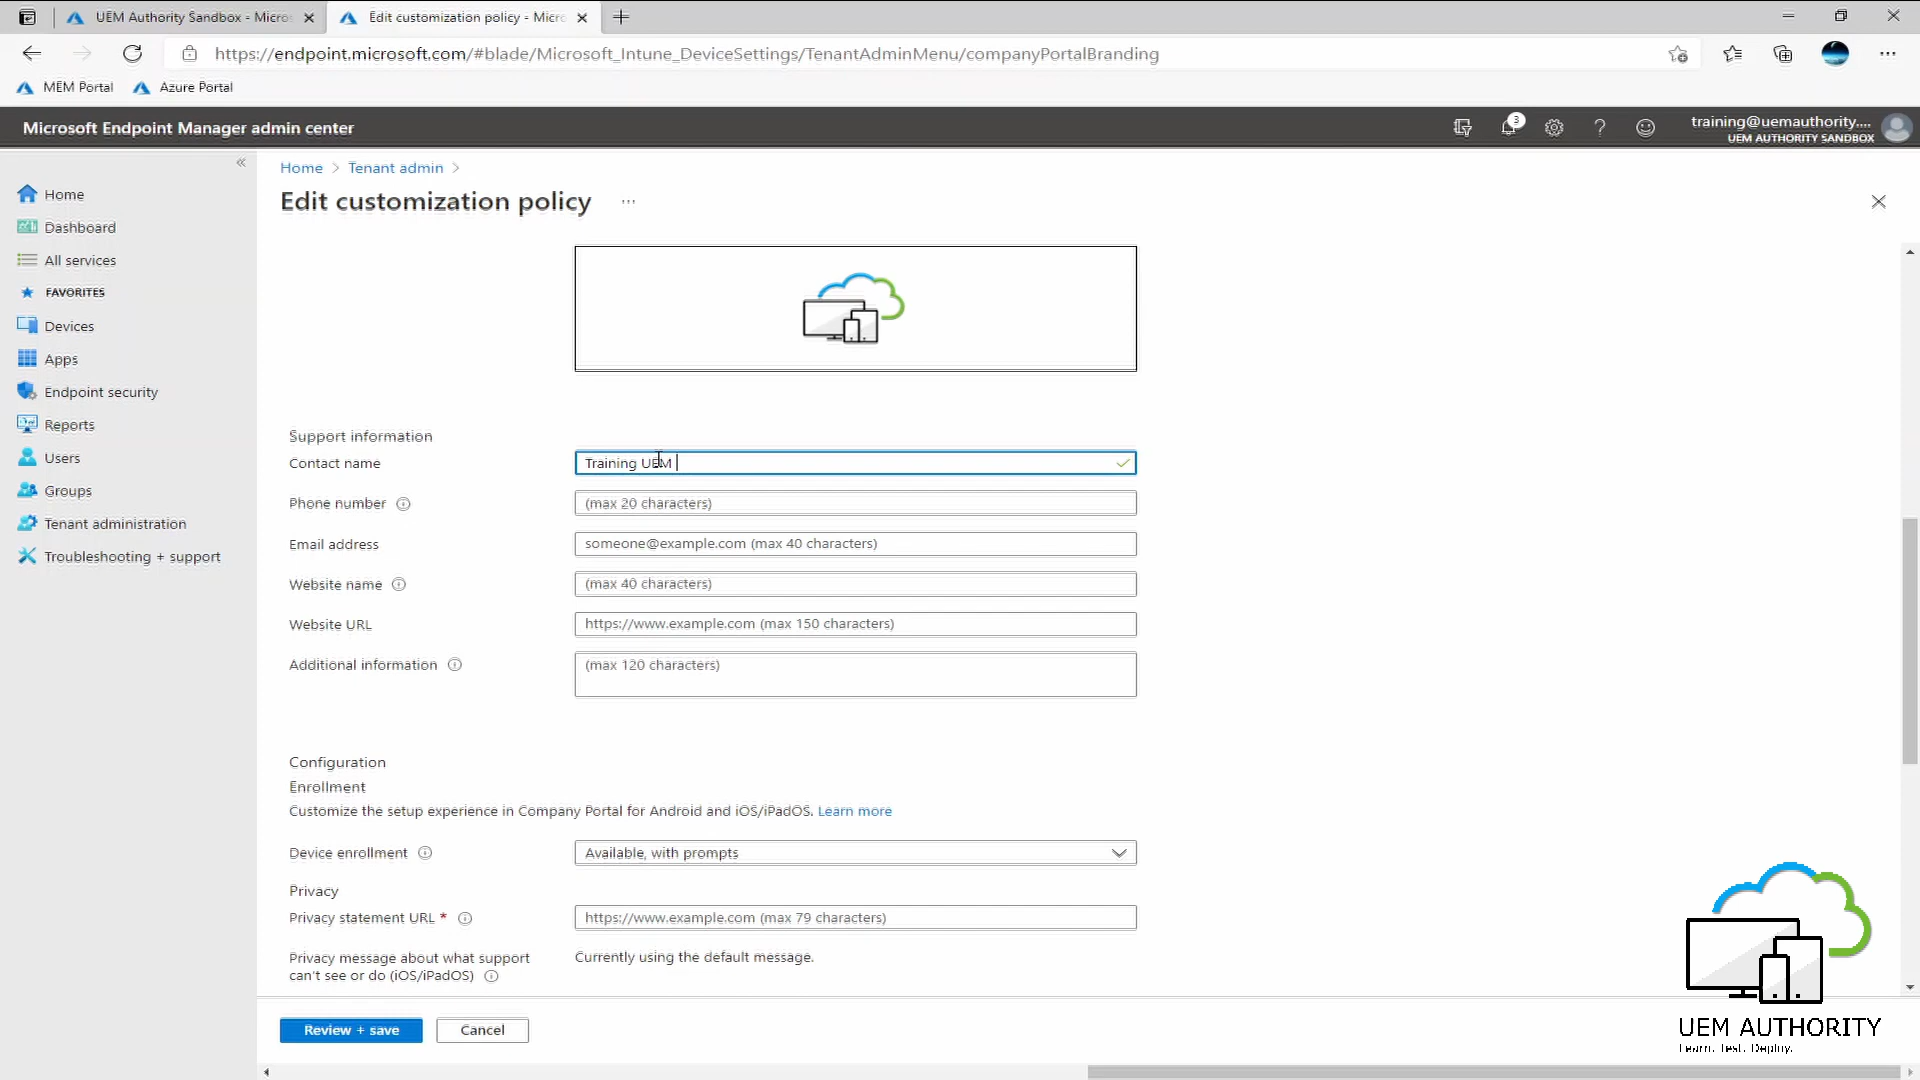 UEM Authority Sandbox - Micros
Edit customization policy - Micro
https://endpoint.microsoft.com/#blade/Microsoft_Intune_DeviceSettings/TenantAdminMenu/companyPortalBranding
MEM Portal
Azure Portal
Microsoft Endpoint Manager admin center
3
training@uemauthority....
UEM AUTHORITY SANDBOX
Home > Tenant admin >
Edit customization policy ...
Home
Dashboard
All services
FAVORITES
Devices
Apps
Endpoint security
Reports
Users
Groups
Tenant administration
Troubleshooting + support
Support information
Contact name
Training UEM
Phone number
(max 20 characters)
Email address
someone@example.com (max 40 characters)
Website name
(max 40 characters)
Website URL
https://www.example.com (max 150 characters)
Additional information
(max 120 characters)
Configuration
Enrollment
Customize the setup experience in Company Portal for Android and iOS/iPadOS. Learn more
Device enrollment
Available, with prompts
Privacy
Privacy statement URL *
https://www.example.com (max 79 characters)
Privacy message about what support
can't see or do (iOS/iPadOS)
Currently using the default message.
Review + save
Cancel
UEM AUTHORITY
Learn. Test. Deploy.